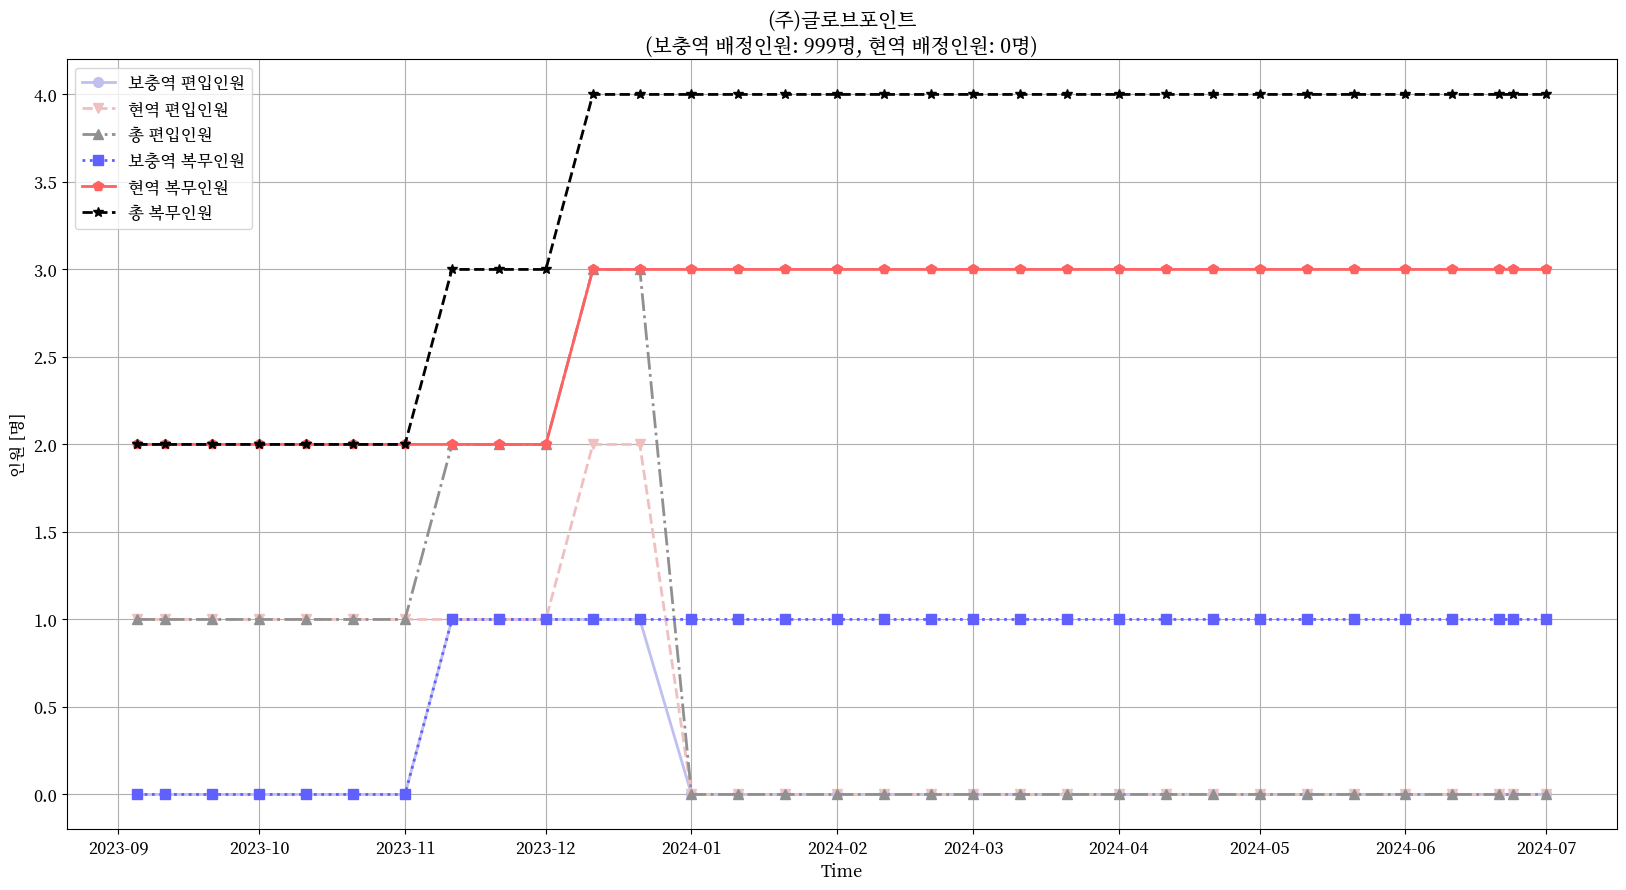 (주)글로브포인트
(보충역 배정인원: 999명, 현역 배정인원: 0명)
보충역 편입인원
현역 편입인원
총 편입인원
보충역 복무인원
현역 복무인원
총 복무인원
인원 [명]
4.0
3.5
3.0
2.5
2.0
1.5
1.0
0.5
0.0
2023-09 2023-10 2023-11 2023-12 2024-01 2024-02 2024-03 2024-04 2024-05 2024-06 2024-07
Time